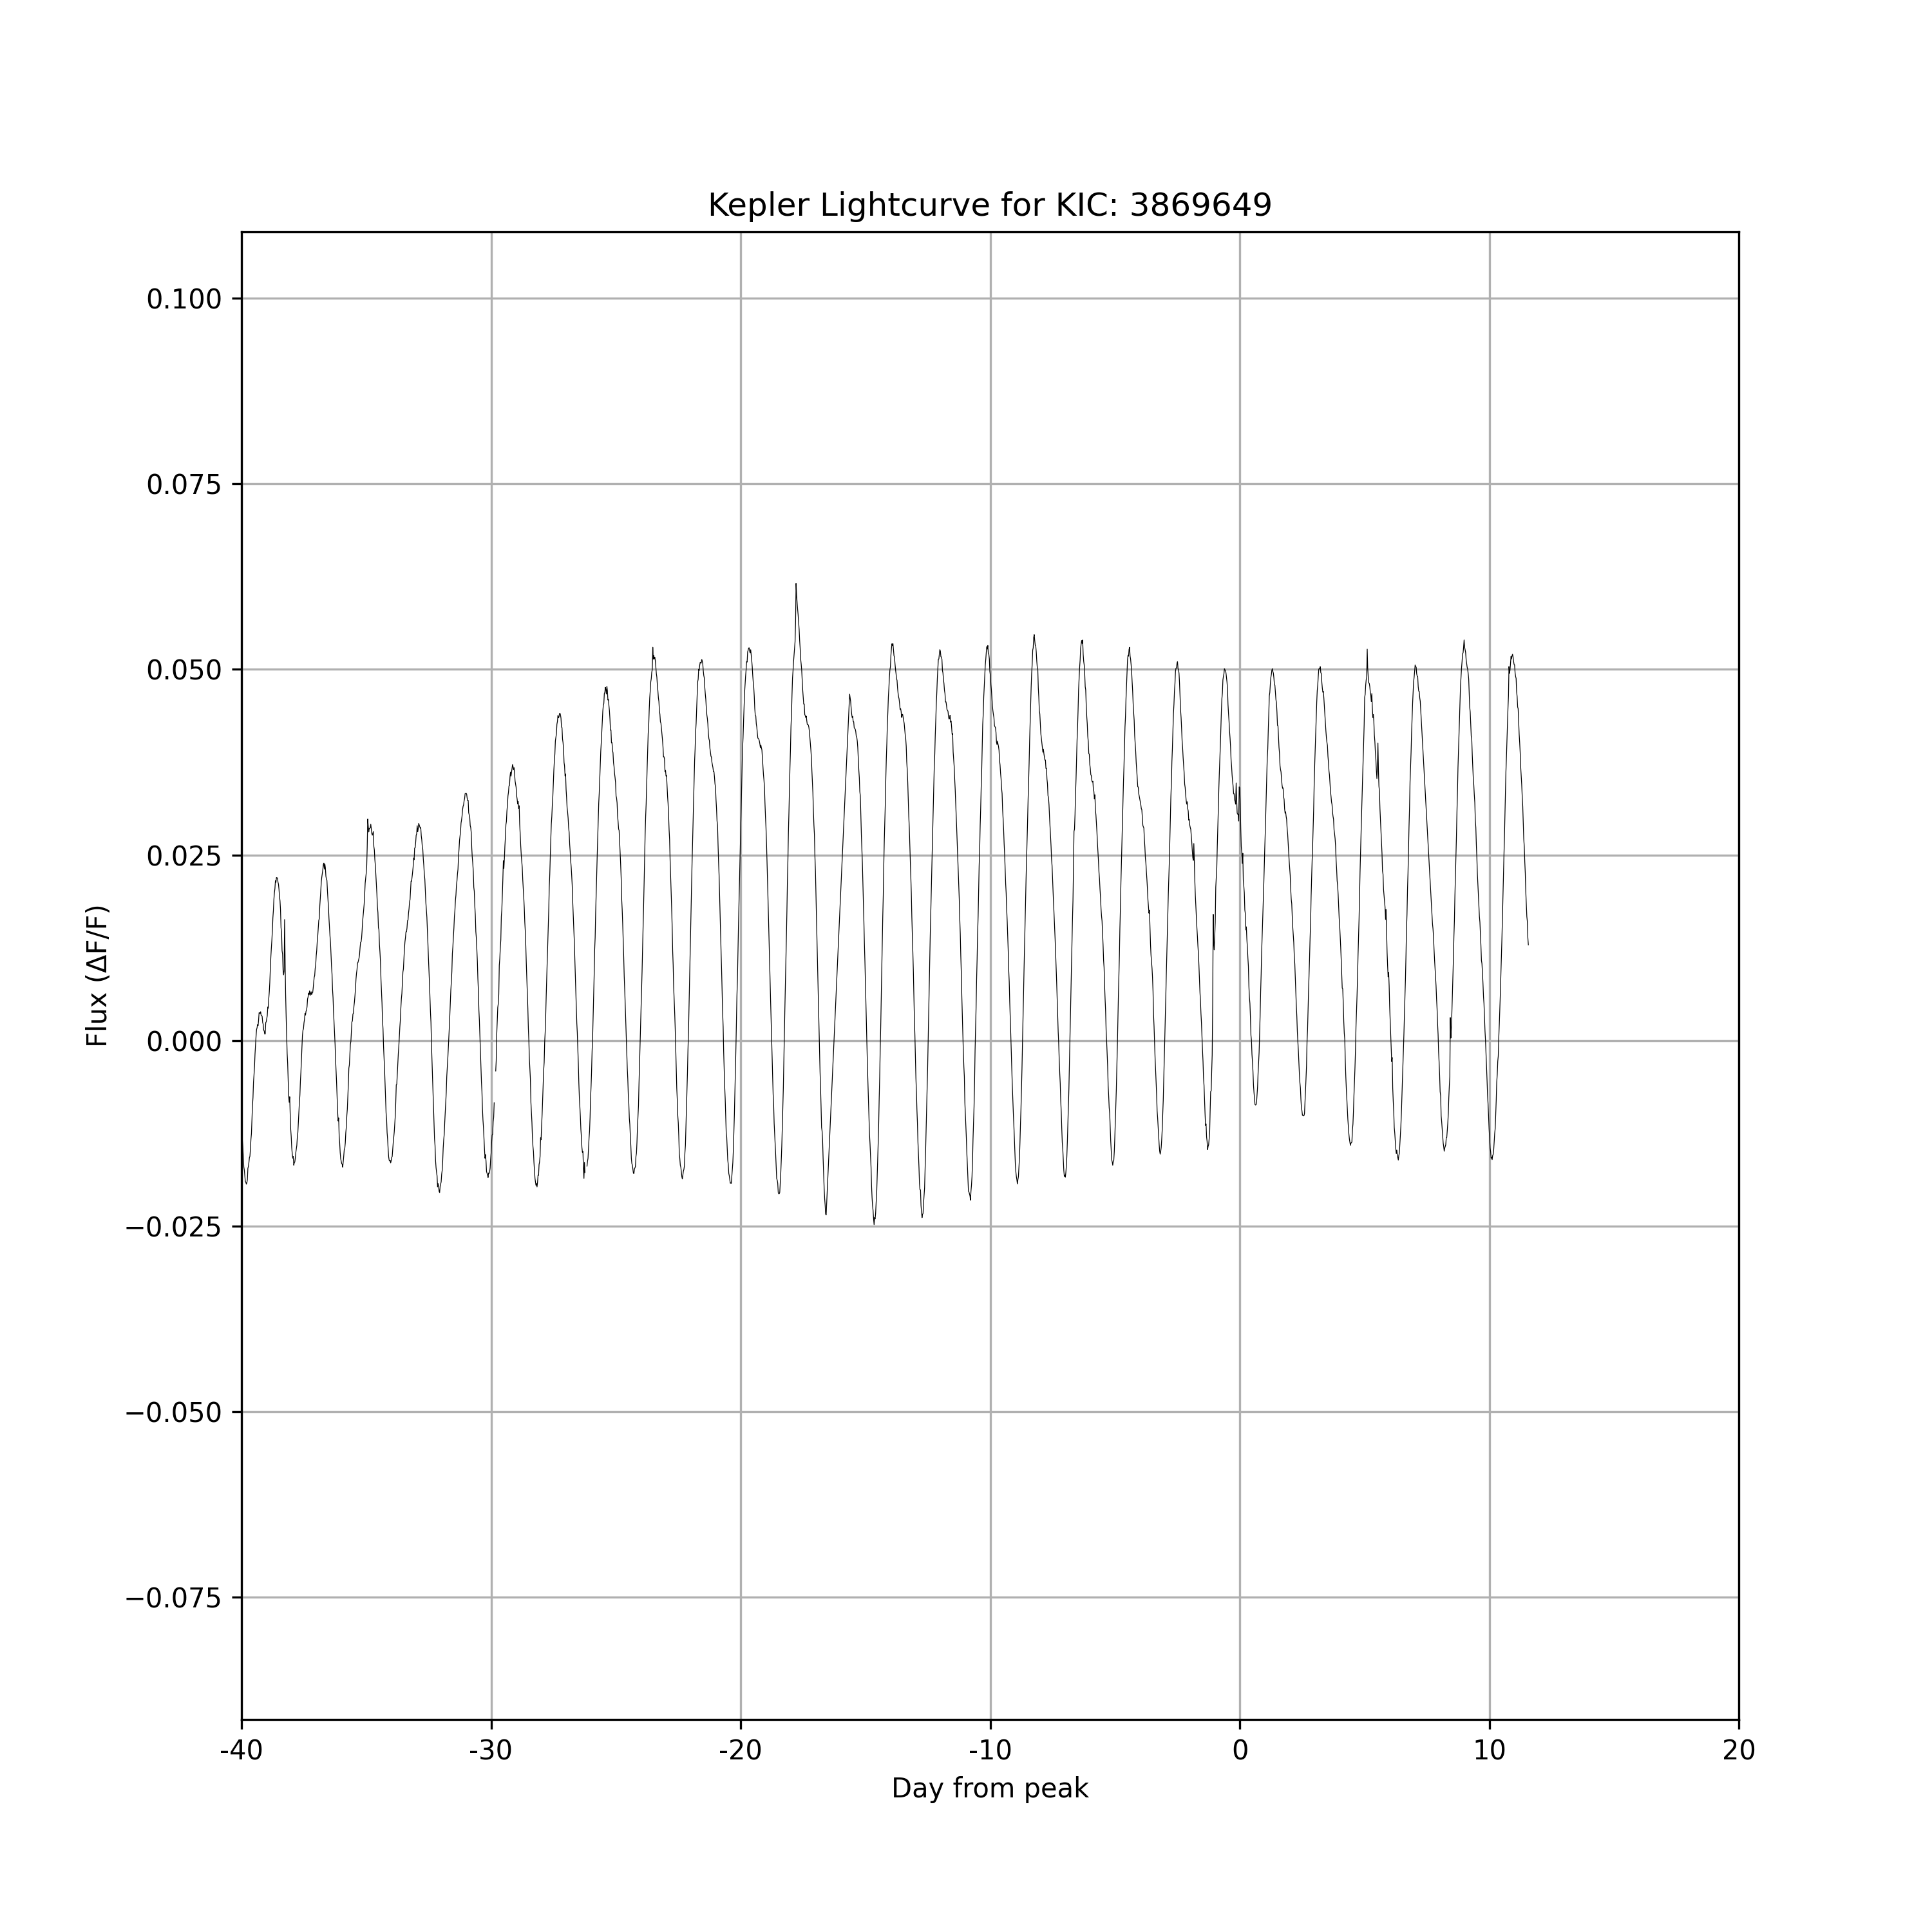 Kepler Lightcurve for KIC: 3869649
0.100
0.075
0.050
0.025
0.000
−0.025
−0.050
−0.075
Flux (ΔF/F)
-40 -30 -20 -10 0 10 20
Day from peak